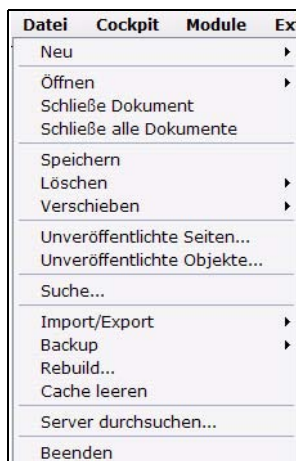 Datei Cockpit Module Ex
Neu
Öffnen
Schließe Dokument
Schließe alle Dokumente
Speichern
Löschen
Verschieben
Unveröffentlichte Seiten...
Unveröffentlichte Objekte...
Suche...
Import/Export
Backup
Rebuild...
Cache leeren
Server durchsuchen...
Beenden